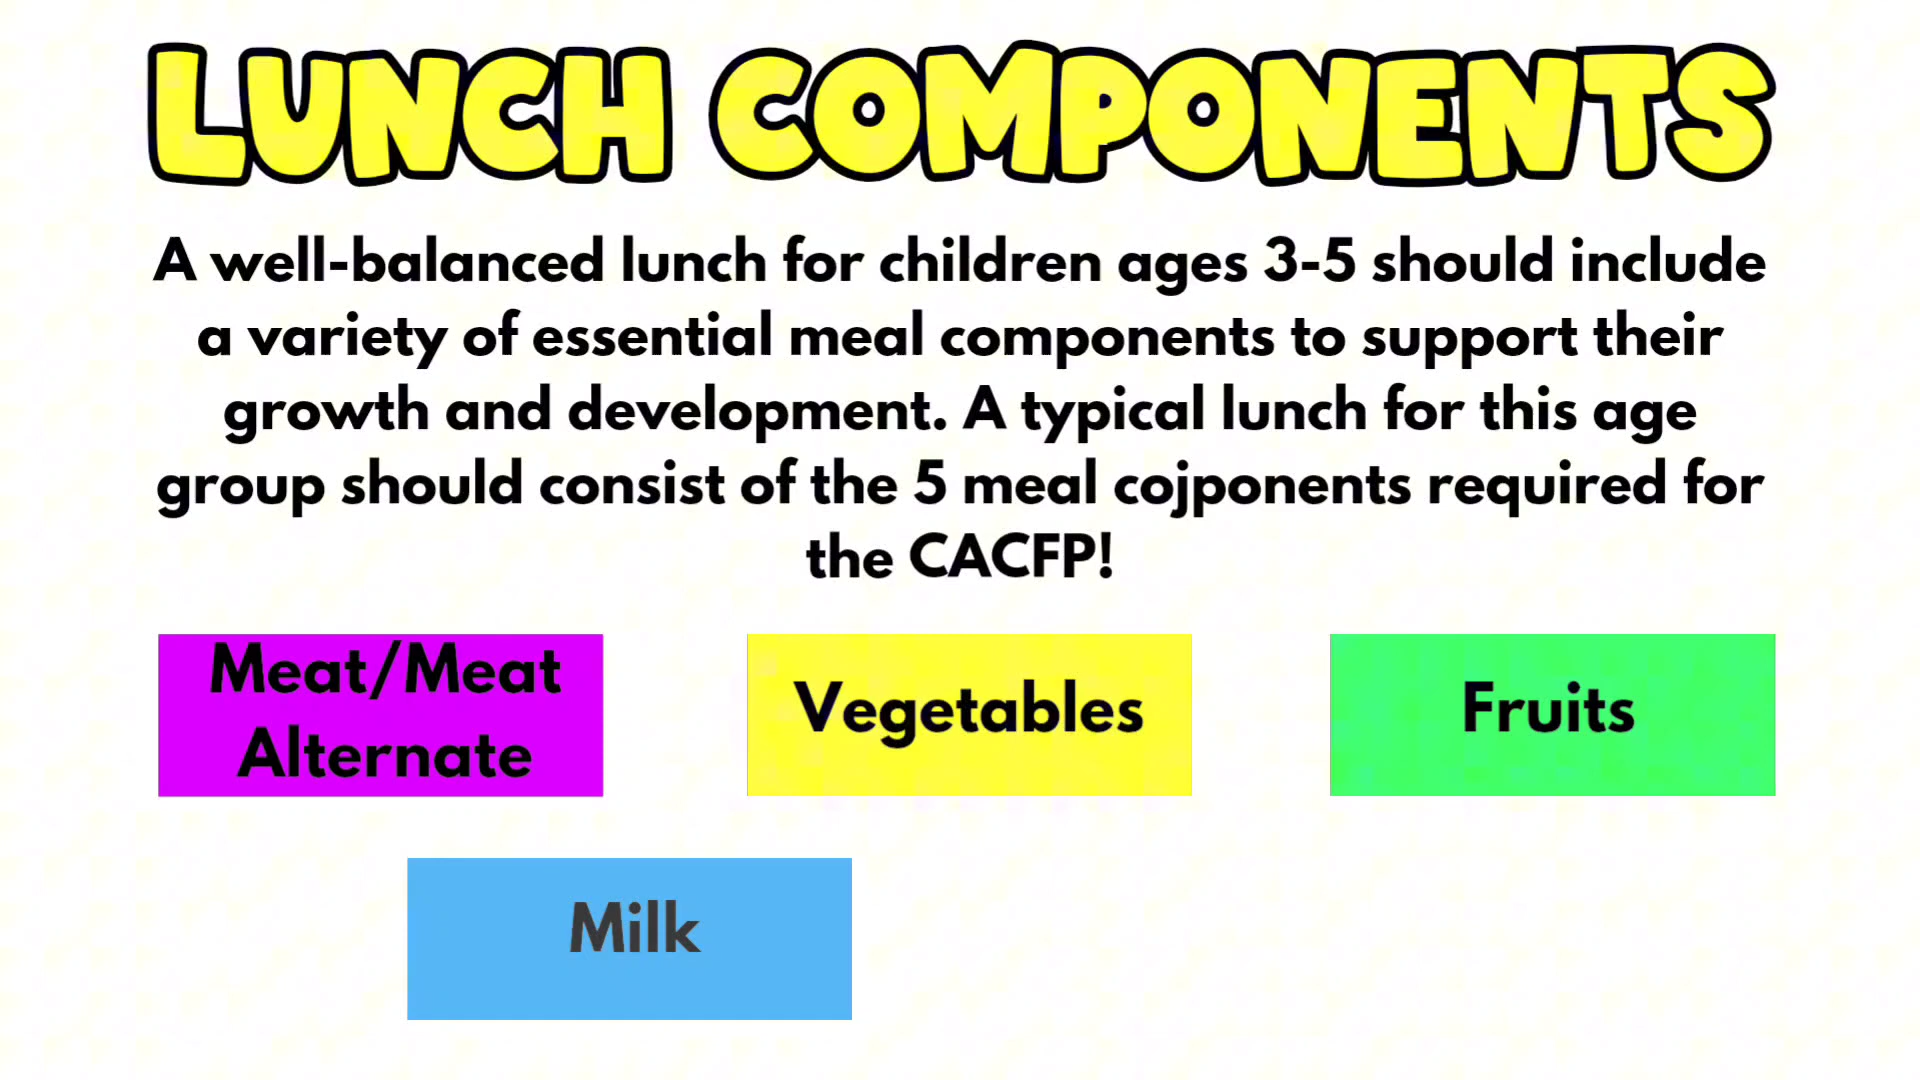 LUNCH COMPONENTS
A well-balanced lunch for children ages 3-5 should include
a variety of essential meal components to support their
growth and development. A typical lunch for this age
group should consist of the 5 meal cojponents required for
the CACFP!
Meat/Meat
Alternate
Vegetables
Fruits
Milk